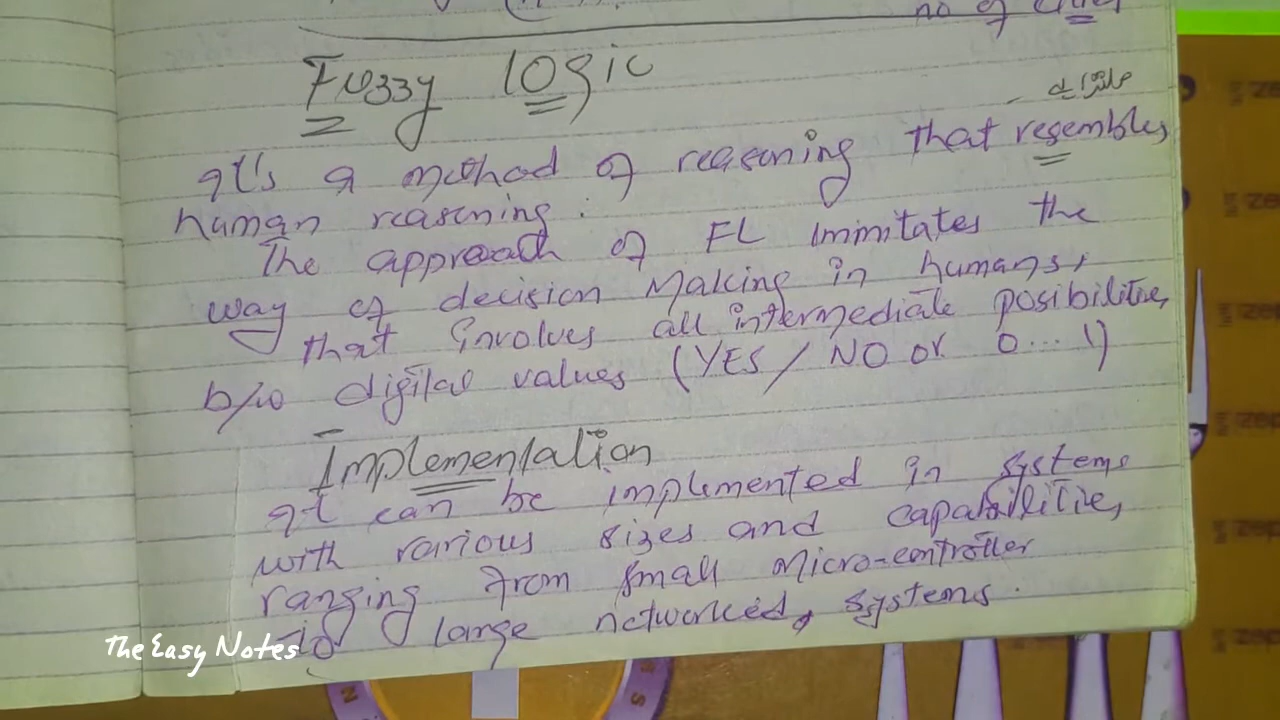 no of
Fuzzy logic
It's a method of reasoning that resembles
human reasoning.
The approach of FL immitates the
way of decision Making in humans,
that involves all intermediate posibilities,
b/w digital values (YES / NO or 0...1)
Implementation
It can be implemented in systems
with various sizes and capabilities,
ranging from small micro-controller
to large networked, systems.
The Easy Notes